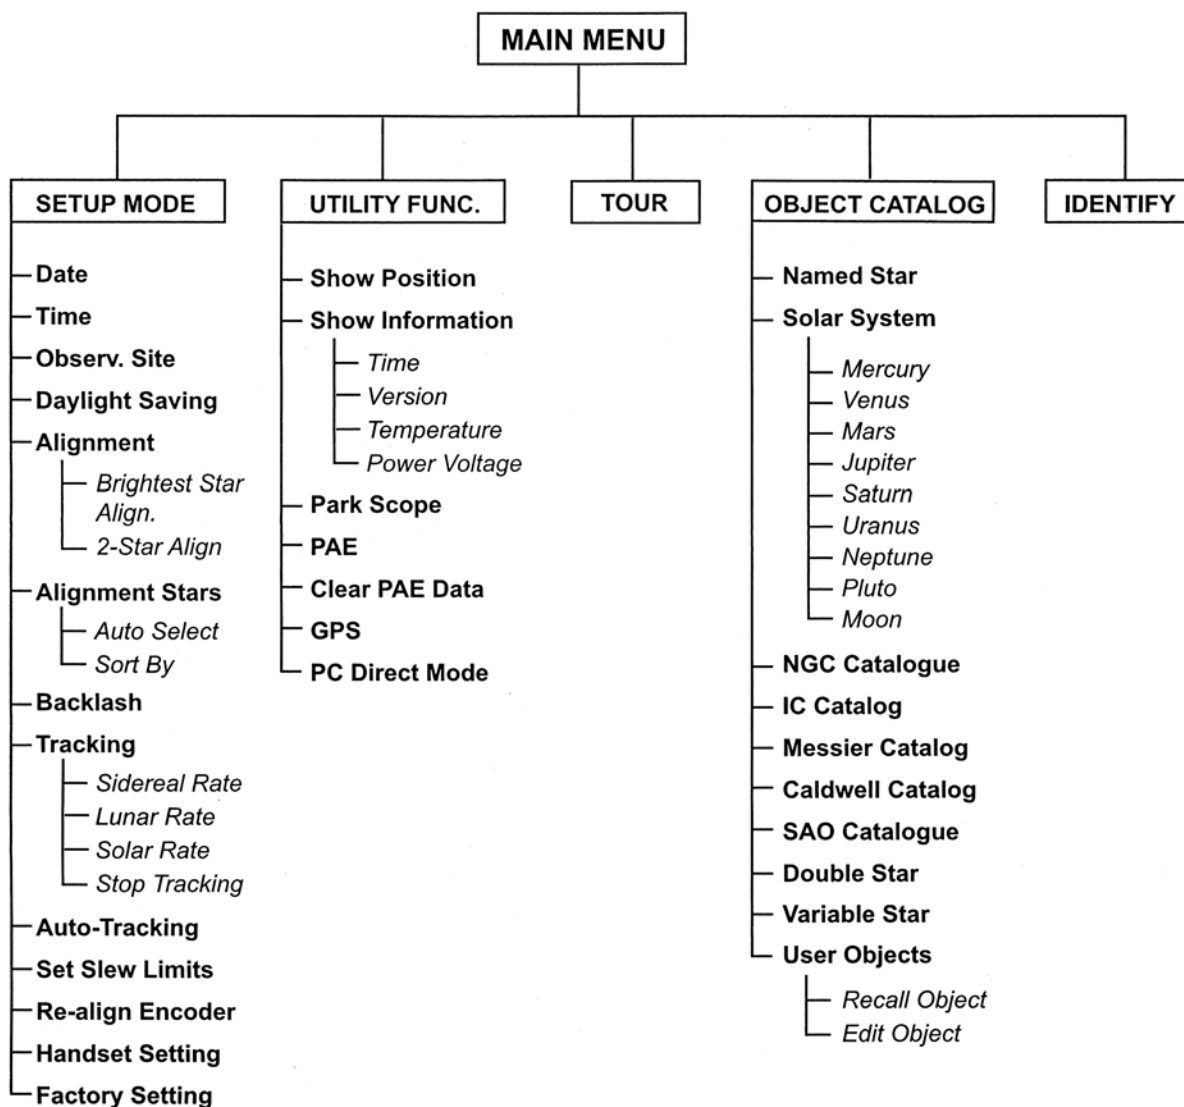 MAIN MENU
SETUP MODE
Date
Time
Observ. Site
Daylight Saving
Alignment
Brightest Star
Align.
2-Star Align
Alignment Stars
Auto Select
Sort By
Backlash
Tracking
Sidereal Rate
Lunar Rate
Solar Rate
Stop Tracking
Auto-Tracking
Set Slew Limits
Re-align Encoder
Handset Setting
Factory Setting
UTILITY FUNC.
Show Position
Show Information
Time
Version
Temperature
Power Voltage
Park Scope
PAE
Clear PAE Data
GPS
PC Direct Mode
TOUR
OBJECT CATALOG
Named Star
Solar System
Mercury
Venus
Mars
Jupiter
Saturn
Uranus
Neptune
Pluto
Moon
NGC Catalogue
IC Catalog
Messier Catalog
Caldwell Catalog
SAO Catalogue
Double Star
Variable Star
User Objects
Recall Object
Edit Object
IDENTIFY